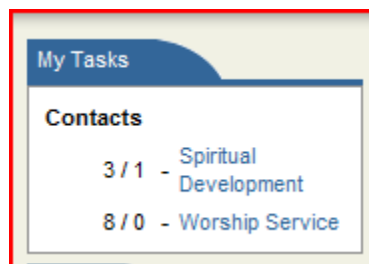 My Tasks
Contacts
3 / 1 - Spiritual
Development
8 / 0 - Worship Service